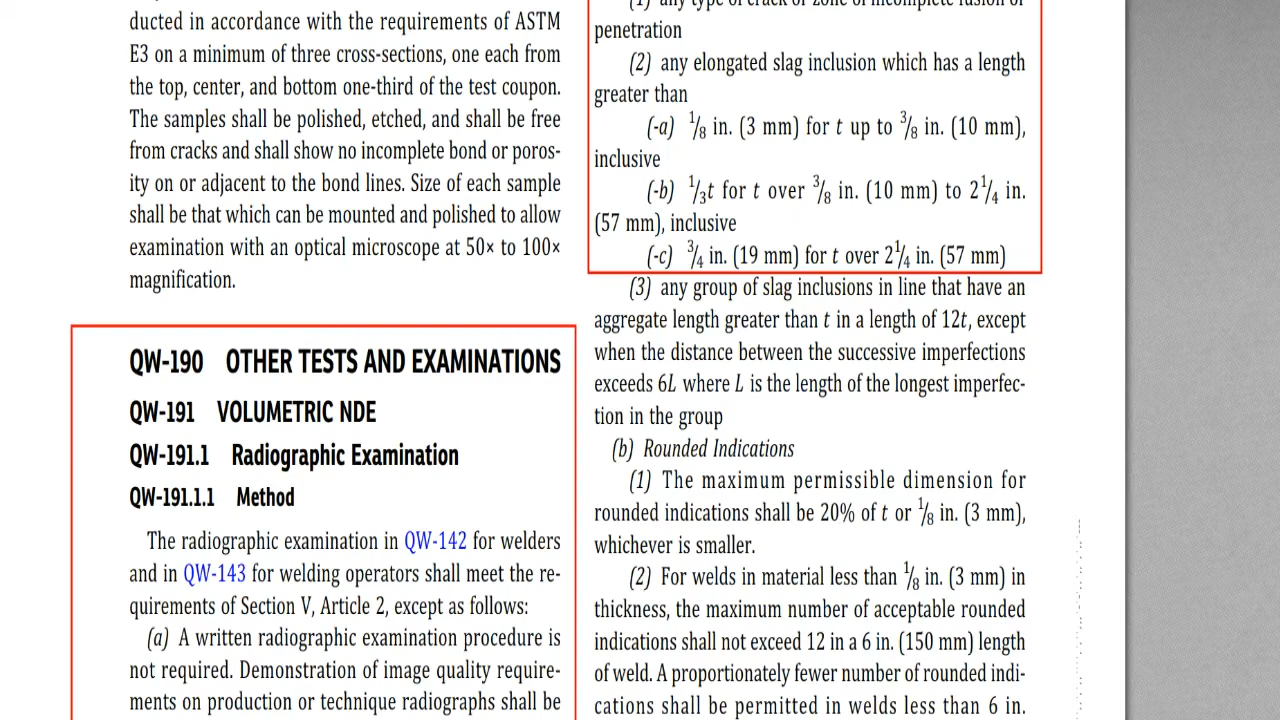 ducted in accordance with the requirements of ASTM
E3 on a minimum of three cross-sections, one each from
the top, center, and bottom one-third of the test coupon.
The samples shall be polished, etched, and shall be free
from cracks and shall show no incomplete bond or poros-
ity on or adjacent to the bond lines. Size of each sample
shall be that which can be mounted and polished to allow
examination with an optical microscope at 50× to 100×
magnification.
QW-190 OTHER TESTS AND EXAMINATIONS
QW-191 VOLUMETRIC NDE
QW-191.1 Radiographic Examination
QW-191.1.1 Method
The radiographic examination in QW-142 for welders
and in QW-143 for welding operators shall meet the re-
quirements of Section V, Article 2, except as follows:
(a) A written radiographic examination procedure is
not required. Demonstration of image quality require-
ments on production or technique radiographs shall be
(1) any type of crack or zone of incomplete fusion or
penetration
(2) any elongated slag inclusion which has a length
greater than
(-a) 1/8 in. (3 mm) for t up to 3/8 in. (10 mm),
inclusive
(-b) 1/3t for t over 3/8 in. (10 mm) to 2 1/4 in.
(57 mm), inclusive
(-c) 3/4 in. (19 mm) for t over 2 1/4 in. (57 mm)
(3) any group of slag inclusions in line that have an
aggregate length greater than t in a length of 12t, except
when the distance between the successive imperfections
exceeds 6L where L is the length of the longest imperfec-
tion in the group
(b) Rounded Indications
(1) The maximum permissible dimension for
rounded indications shall be 20% of t or 1/8 in. (3 mm),
whichever is smaller.
(2) For welds in material less than 1/8 in. (3 mm) in
thickness, the maximum number of acceptable rounded
indications shall not exceed 12 in a 6 in. (150 mm) length
of weld. A proportionately fewer number of rounded indi-
cations shall be permitted in welds less than 6 in.